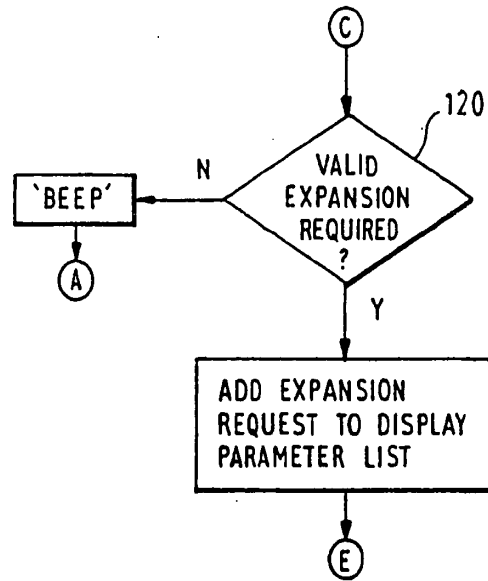 C
120
VALID
EXPANSION
REQUIRED
?
N
'BEEP'
A
Y
ADD EXPANSION
REQUEST TO DISPLAY
PARAMETER LIST
E